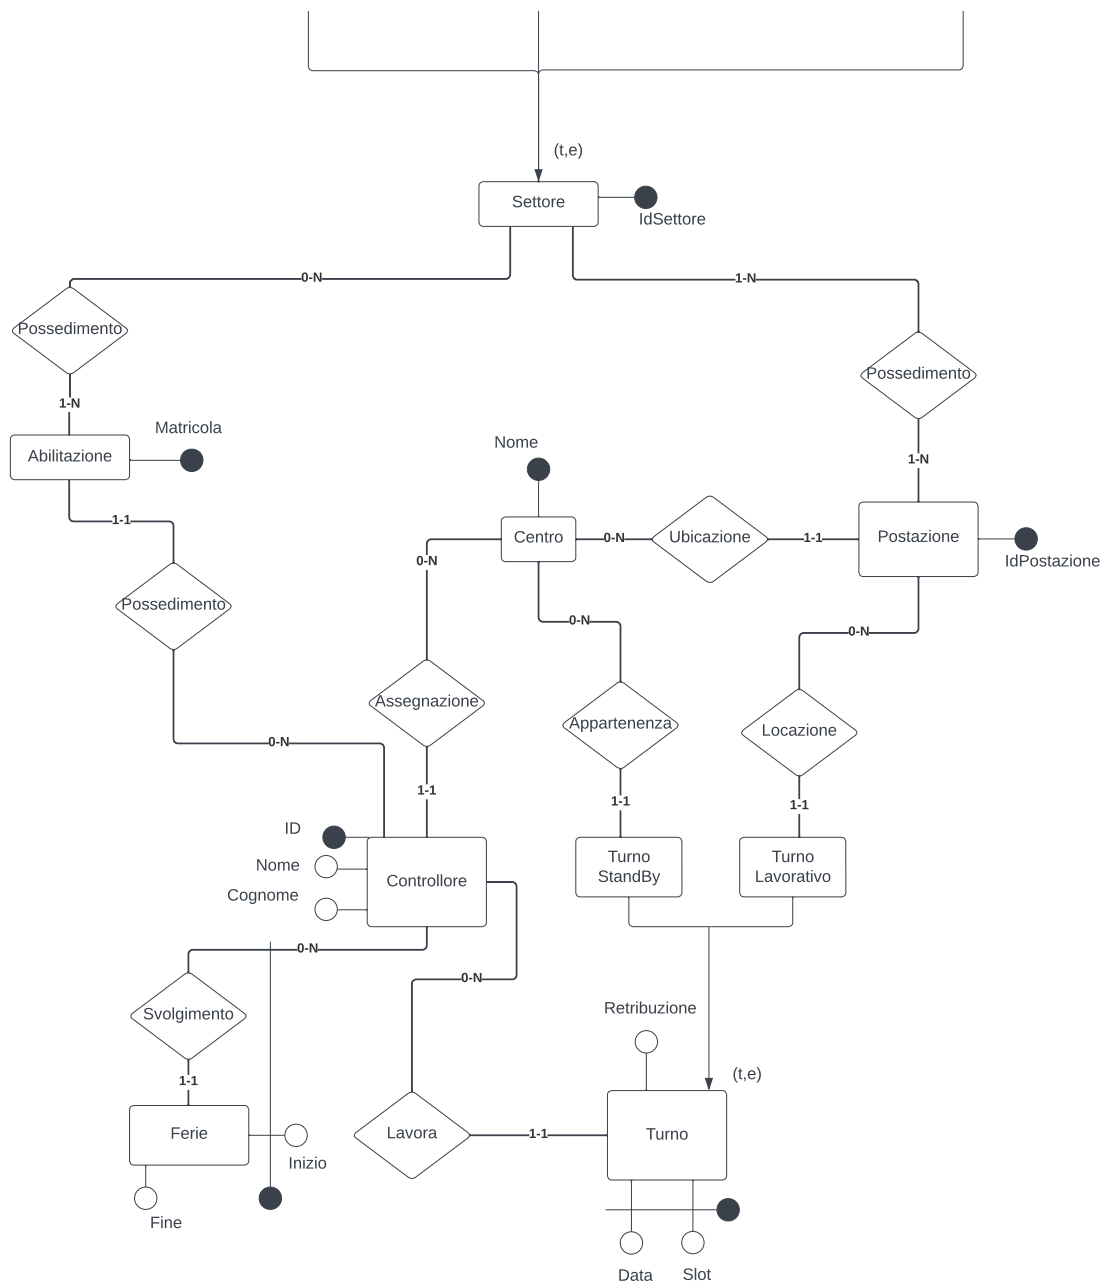 (t,e)
Settore
IdSettore
0-N
1-N
Possedimento
Possedimento
1-N
Matricola
Nome
Abilitazione
1-N
1-1
Centro
0-N
Ubicazione
1-1
Postazione
0-N
IdPostazione
Possedimento
0-N
0-N
Assegnazione
Appartenenza
Locazione
0-N
1-1
1-1
1-1
ID
Nome
Cognome
Controllore
Turno
StandBy
Turno
Lavorativo
0-N
0-N
Svolgimento
Retribuzione
1-1
(t,e)
Ferie
Lavora
1-1
Turno
Inizio
Fine
Data
Slot